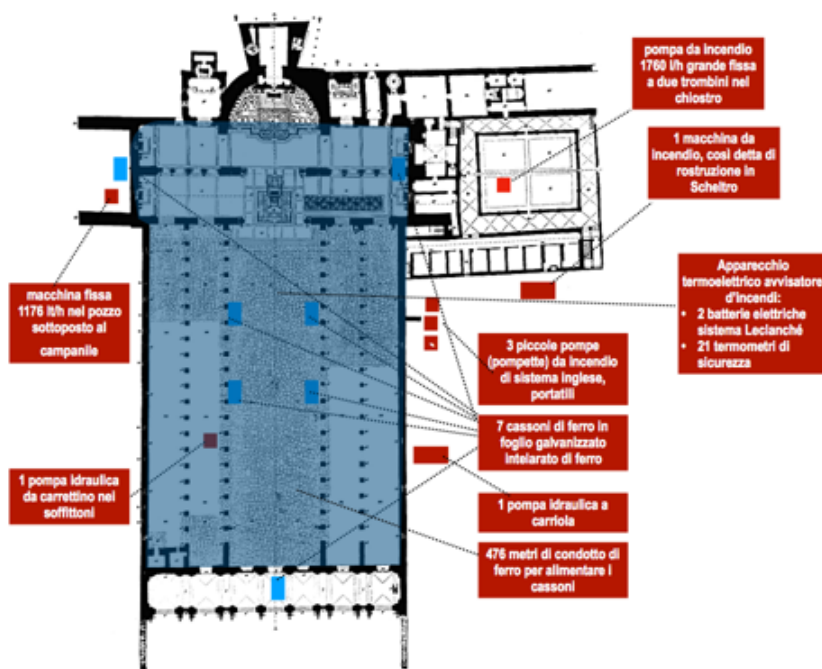 pompa da incendio
1760 l/h grande fissa
a due trombini nel
chiostro
1 macchina da
incendio, così detta di
rostruzione in
Scheltro
Apparecchio
termoelettrico avvisatore
d'incendi:
• 2 batterie elettriche
sistema Leclanché
• 21 termometri di
sicurezza
macchina fissa
1176 lt/h nel pozzo
sottoposto al
campanile
3 piccole pompe
(pompette) da incendio
di sistema inglese,
portatili
7 cassoni di ferro in
foglio galvanizzato
intelarato di ferro
1 pompa idraulica
da carrettino nei
soffittoni
1 pompa idraulica a
carriola
476 metri di condotto di
ferro per alimentare i
cassoni